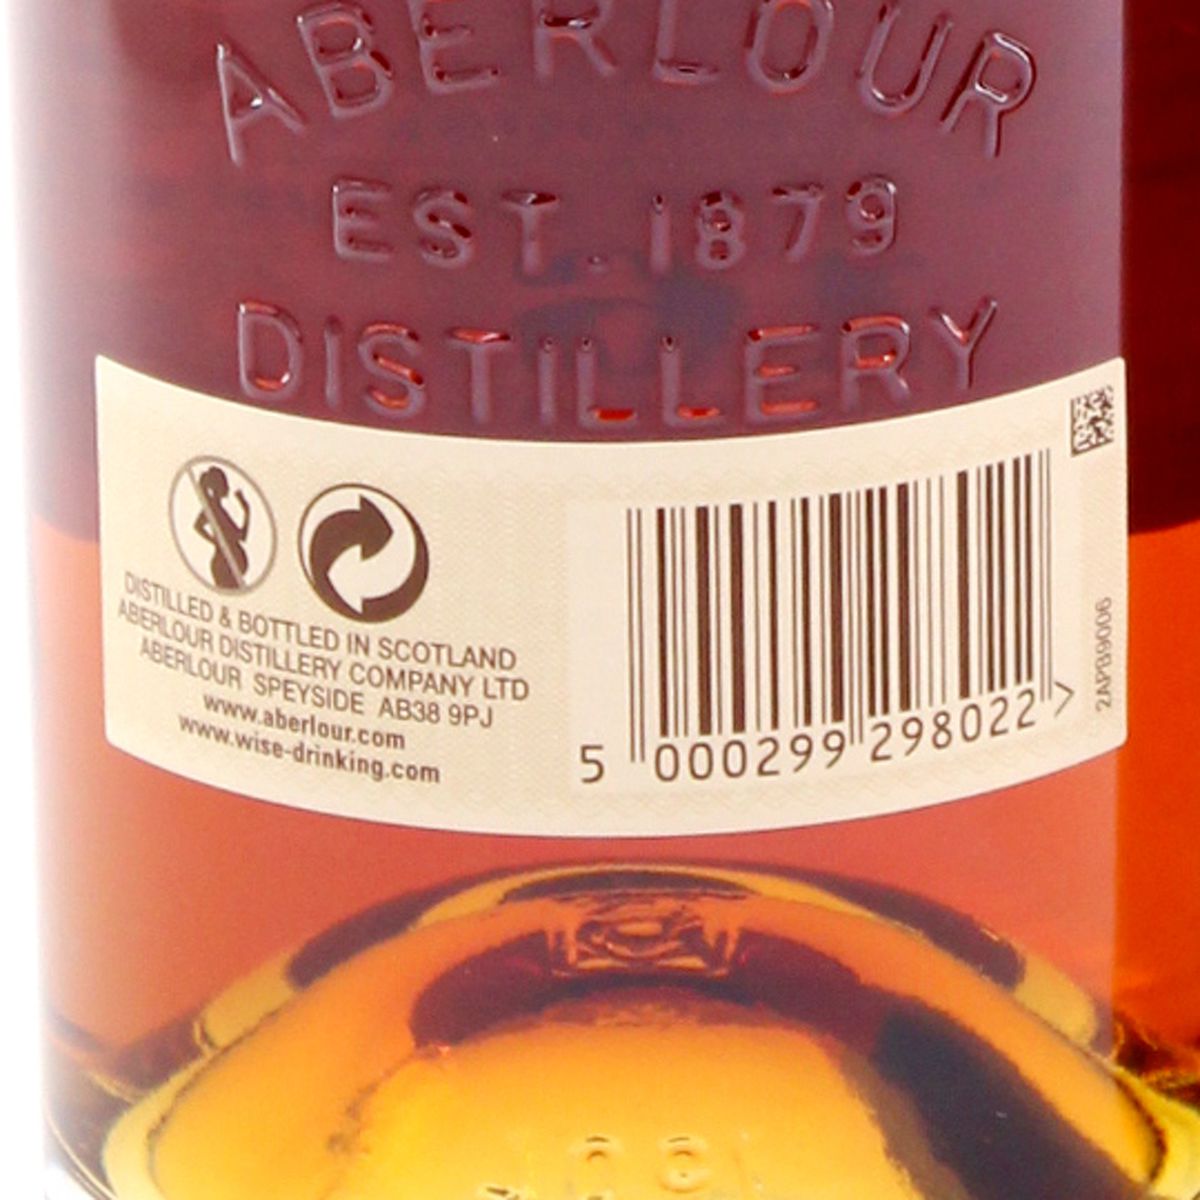 ABERLOUR
EST. 1879
DISTILLERY
DISTILLED & BOTTLED IN SCOTLAND
ABERLOUR DISTILLERY COMPANY LTD
ABERLOUR SPEYSIDE AB38 9PJ
www.aberlour.com
www.wise-drinking.com
5 000299 298022 >
2APB9006